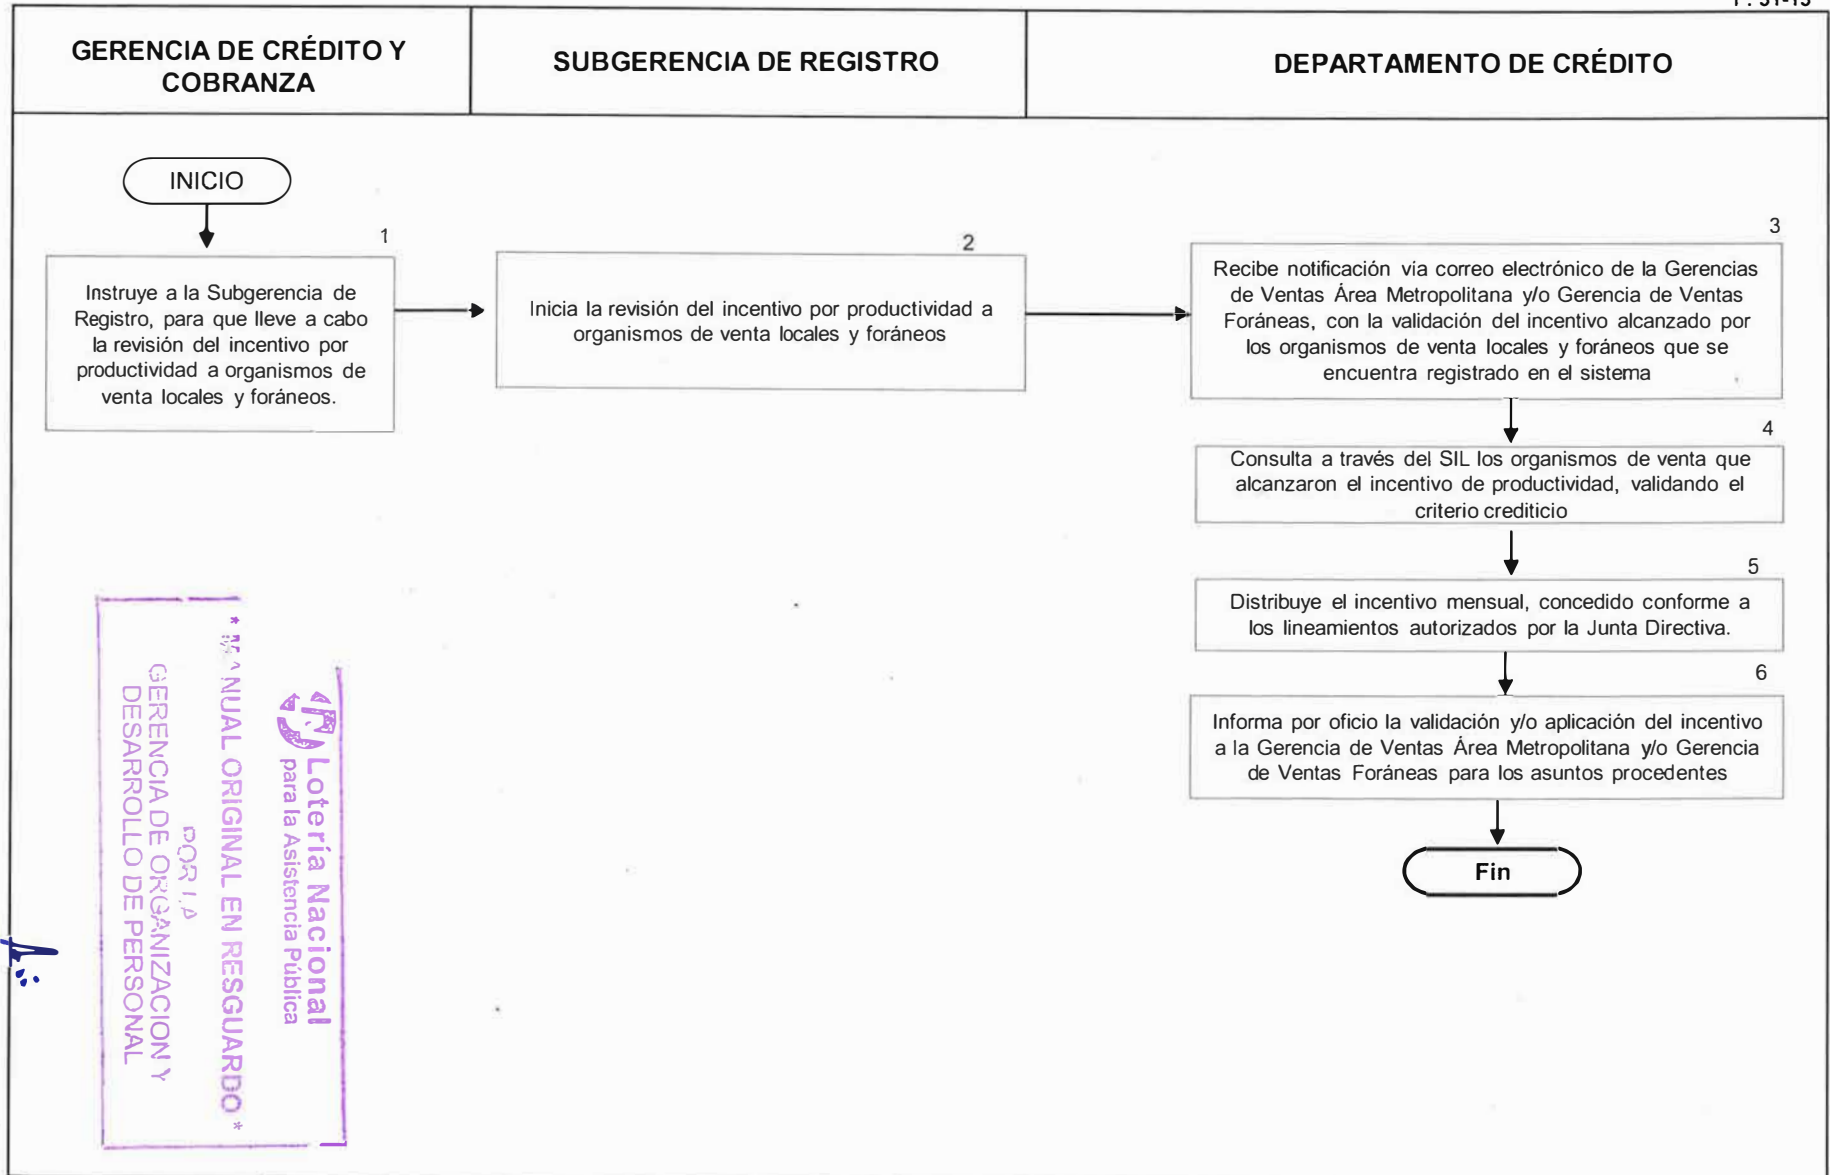 GERENCIA DE CRÉDITO Y
COBRANZA
SUBGERENCIA DE REGISTRO
DEPARTAMENTO DE CRÉDITO
INICIO
1
Instruye a la Subgerencia de
Registro, para que lleve a cabo
la revisión del incentivo por
productividad a organismos de
venta locales y foráneos.
2
Inicia la revisión del incentivo por productividad a
organismos de venta locales y foráneos
3
Recibe notificación vía correo electrónico de la Gerencias
de Ventas Área Metropolitana y/o Gerencia de Ventas
Foráneas, con la validación del incentivo alcanzado por
los organismos de venta locales y foráneos que se
encuentra registrado en el sistema
4
Consulta a través del SIL los organismos de venta que
alcanzaron el incentivo de productividad, validando el
criterio crediticio
5
Distribuye el incentivo mensual, concedido conforme a
los lineamientos autorizados por la Junta Directiva.
6
Informa por oficio la validación y/o aplicación del incentivo
a la Gerencia de Ventas Área Metropolitana y/o Gerencia
de Ventas Foráneas para los asuntos procedentes
Fin
Lotería Nacional
para la Asistencia Pública
* MANUAL ORIGINAL EN RESGUARDO *
POR LA
GERENCIA DE ORGANIZACION Y
DESARROLLO DE PERSONAL